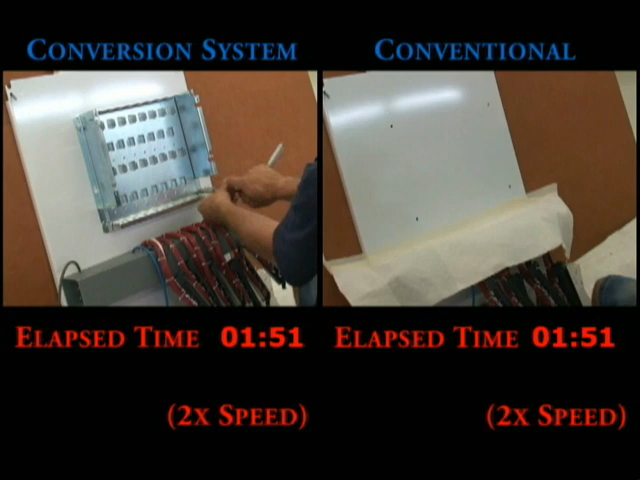 Conversion System
Conventional
Elapsed Time 01:51
Elapsed Time 01:51
(2x Speed)
(2x Speed)